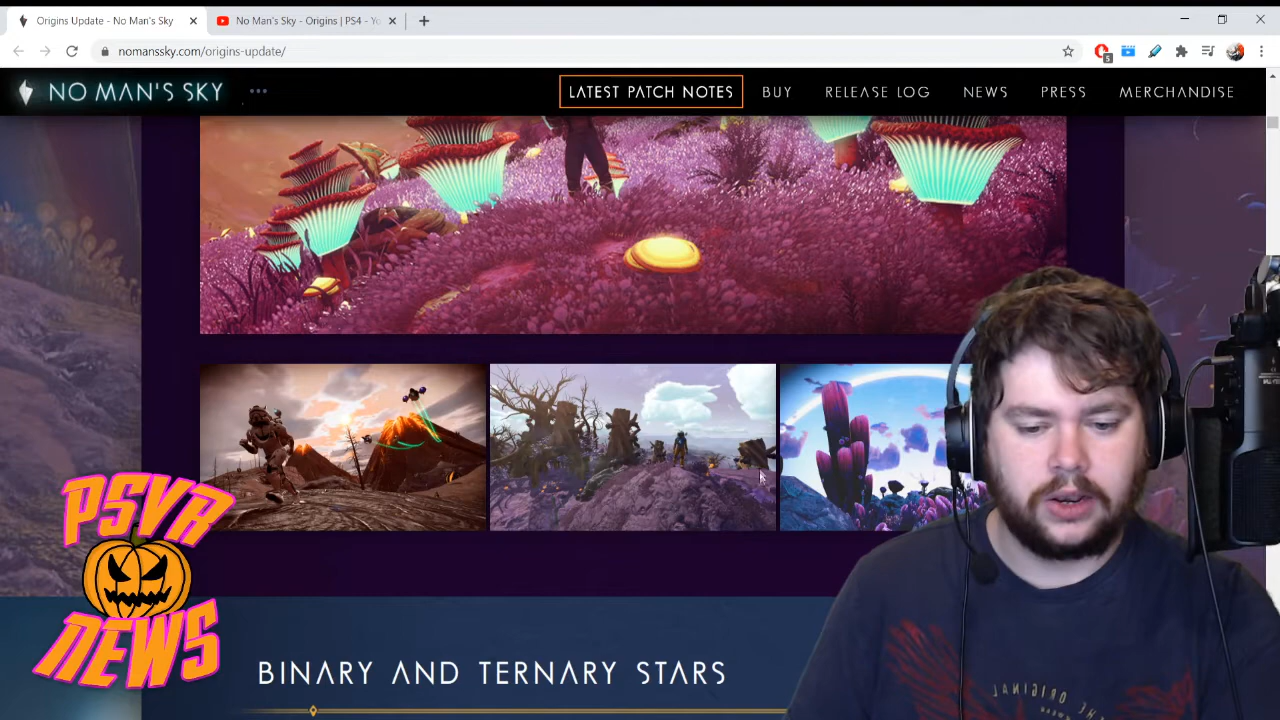 Origins Update - No Man's Sky
No Man's Sky - Origins | PS4 - Yo
nomanssky.com/origins-update/
5
NO MAN'S SKY
LATEST PATCH NOTES
BUY
RELEASE LOG
NEWS
PRESS
MERCHANDISE
PSVR
NEWS
BINARY AND TERNARY STARS